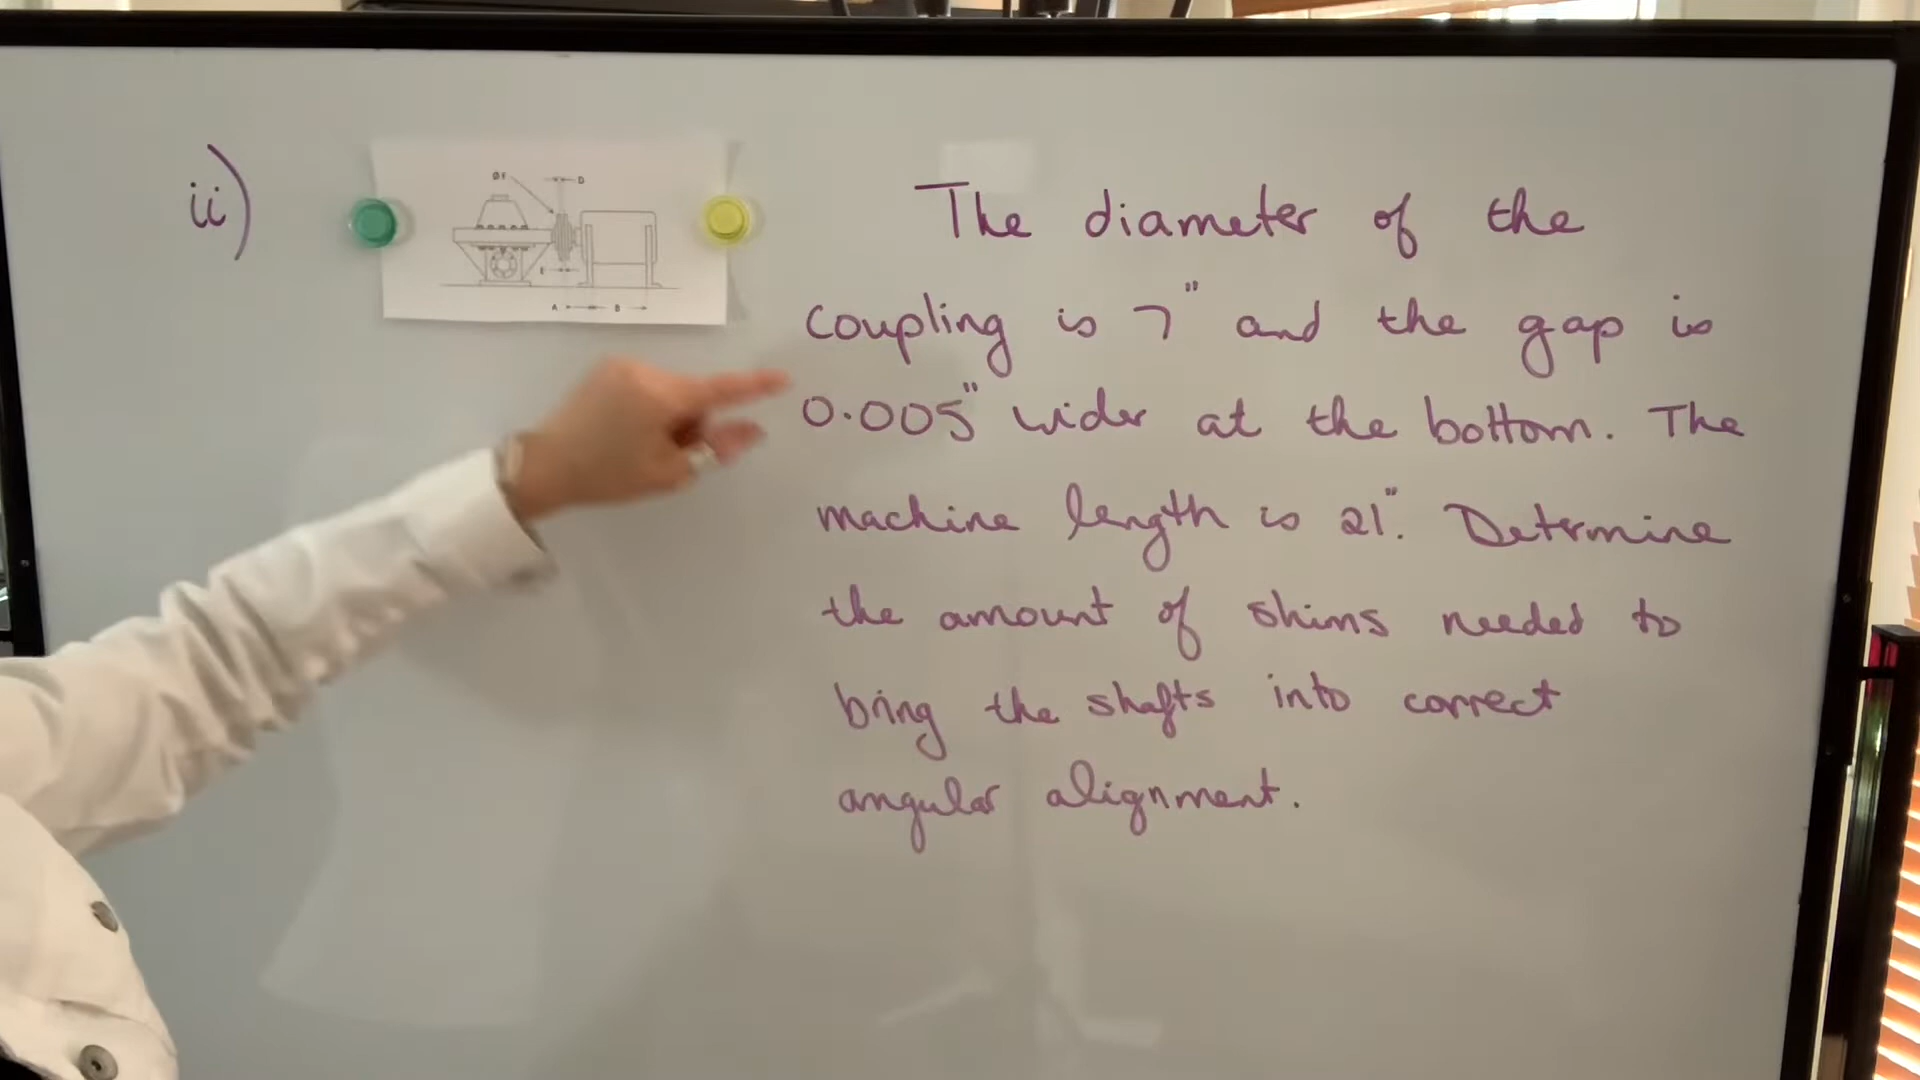 ii)
ØF
D
E
A
B
The diameter of the
coupling is 7" and the gap is
0.005" wider at the bottom. The
machine length is 21". Determine
the amount of shims needed to
bring the shafts into correct
angular alignment.